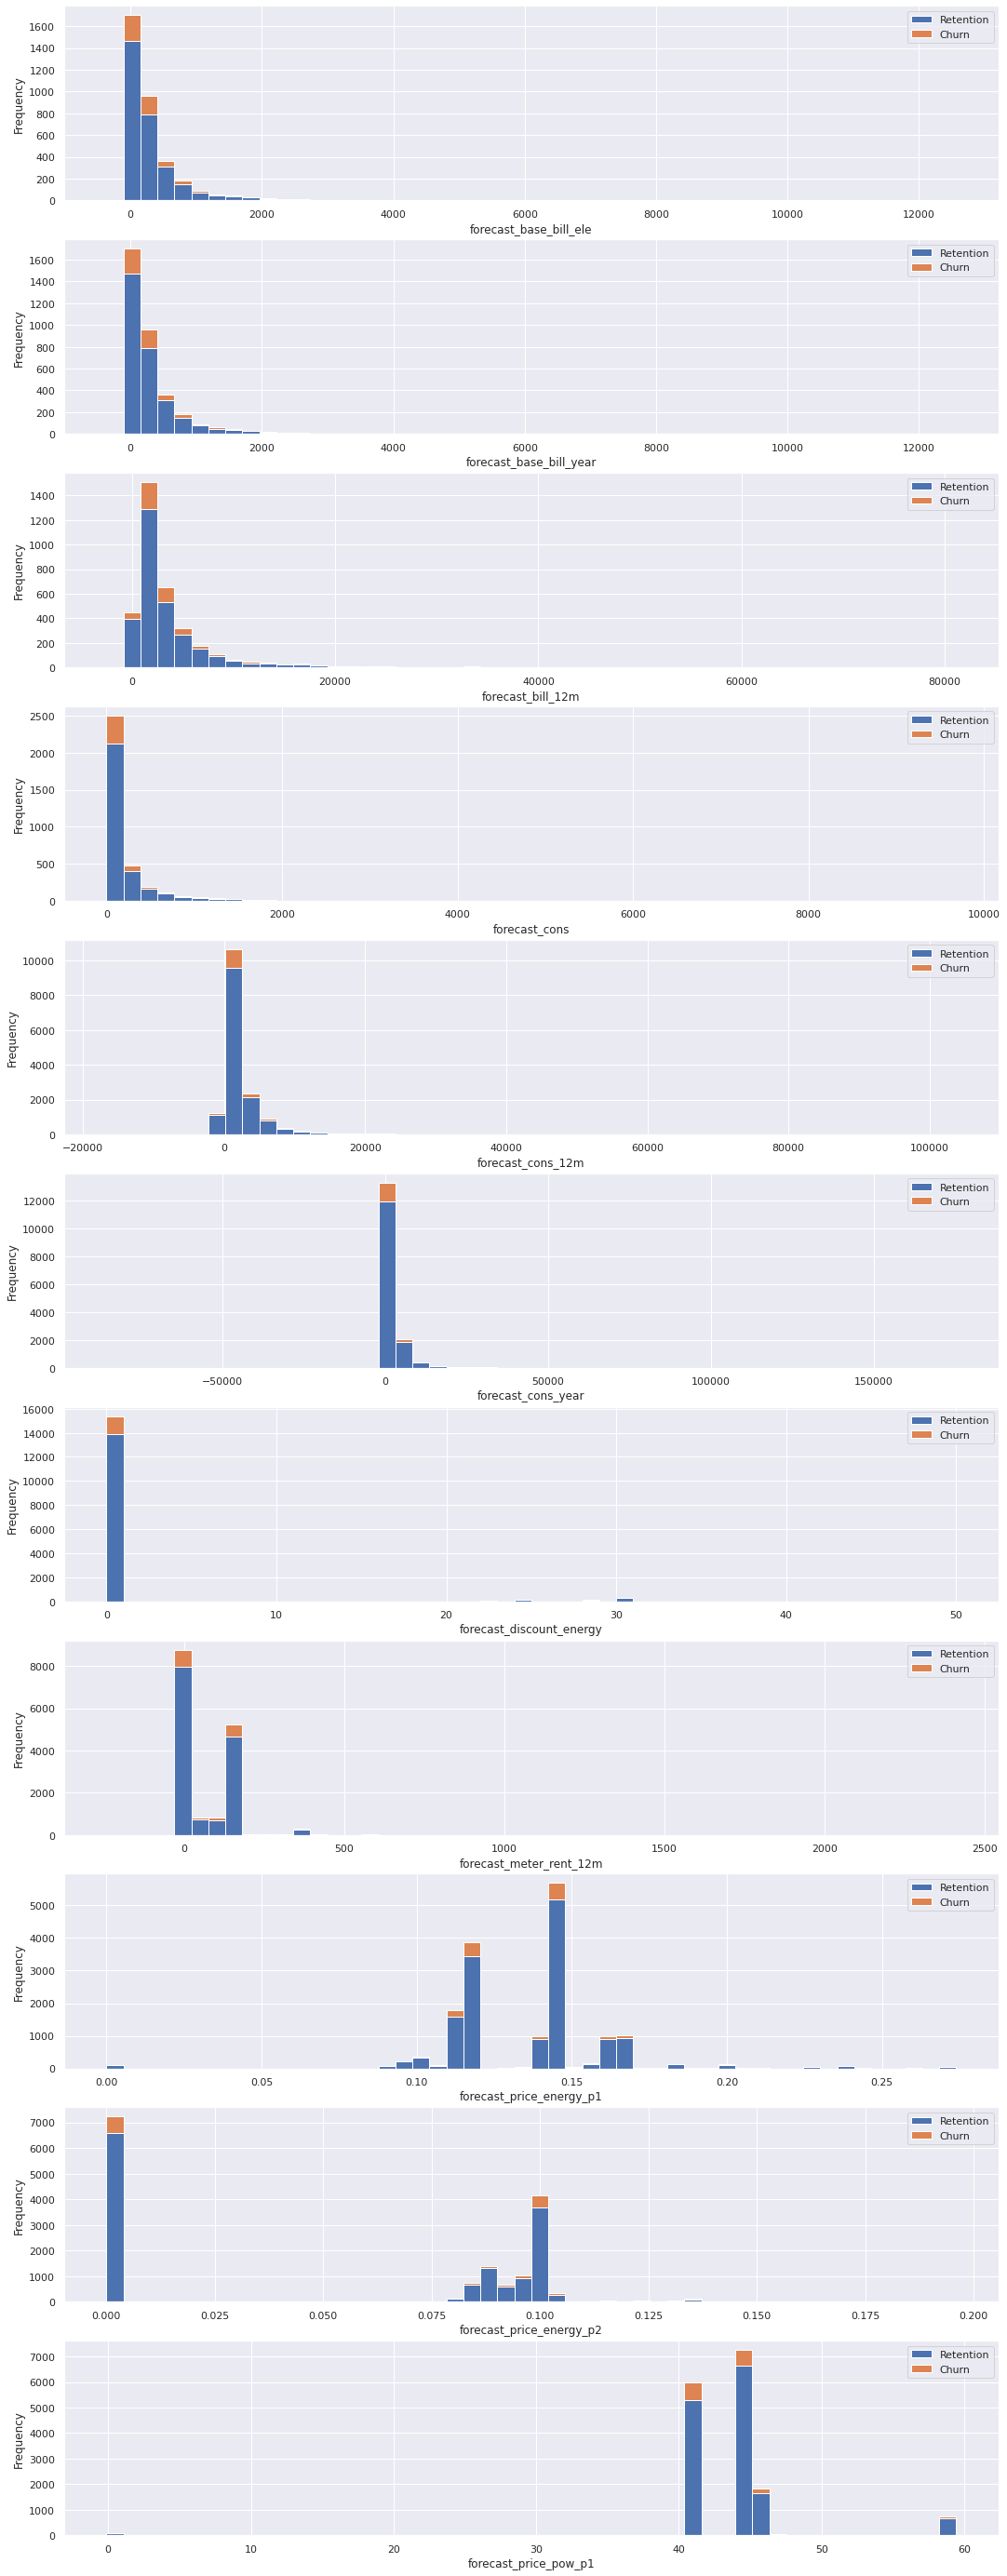 Retention
Churn
Frequency
1600
1400
1200
1000
800
600
400
200
0
0 2000 4000 6000 8000 10000 12000
forecast_base_bill_ele
Retention
Churn
Frequency
1600
1400
1200
1000
800
600
400
200
0
0 2000 4000 6000 8000 10000 12000
forecast_base_bill_year
Retention
Churn
Frequency
1400
1200
1000
800
600
400
200
0
0 20000 40000 60000 80000
forecast_bill_12m
Retention
Churn
Frequency
2500
2000
1500
1000
500
0
0 2000 4000 6000 8000 10000
forecast_cons
Retention
Churn
Frequency
10000
8000
6000
4000
2000
0
−20000 0 20000 40000 60000 80000 100000
forecast_cons_12m
Retention
Churn
Frequency
12000
10000
8000
6000
4000
2000
0
−50000 0 50000 100000 150000
forecast_cons_year
Retention
Churn
Frequency
16000
14000
12000
10000
8000
6000
4000
2000
0
0 10 20 30 40 50
forecast_discount_energy
Retention
Churn
Frequency
8000
6000
4000
2000
0
0 500 1000 1500 2000 2500
forecast_meter_rent_12m
Retention
Churn
Frequency
5000
4000
3000
2000
1000
0
0.00 0.05 0.10 0.15 0.20 0.25
forecast_price_energy_p1
Retention
Churn
Frequency
7000
6000
5000
4000
3000
2000
1000
0
0.000 0.025 0.050 0.075 0.100 0.125 0.150 0.175 0.200
forecast_price_energy_p2
Retention
Churn
Frequency
7000
6000
5000
4000
3000
2000
1000
0
0 10 20 30 40 50 60
forecast_price_pow_p1